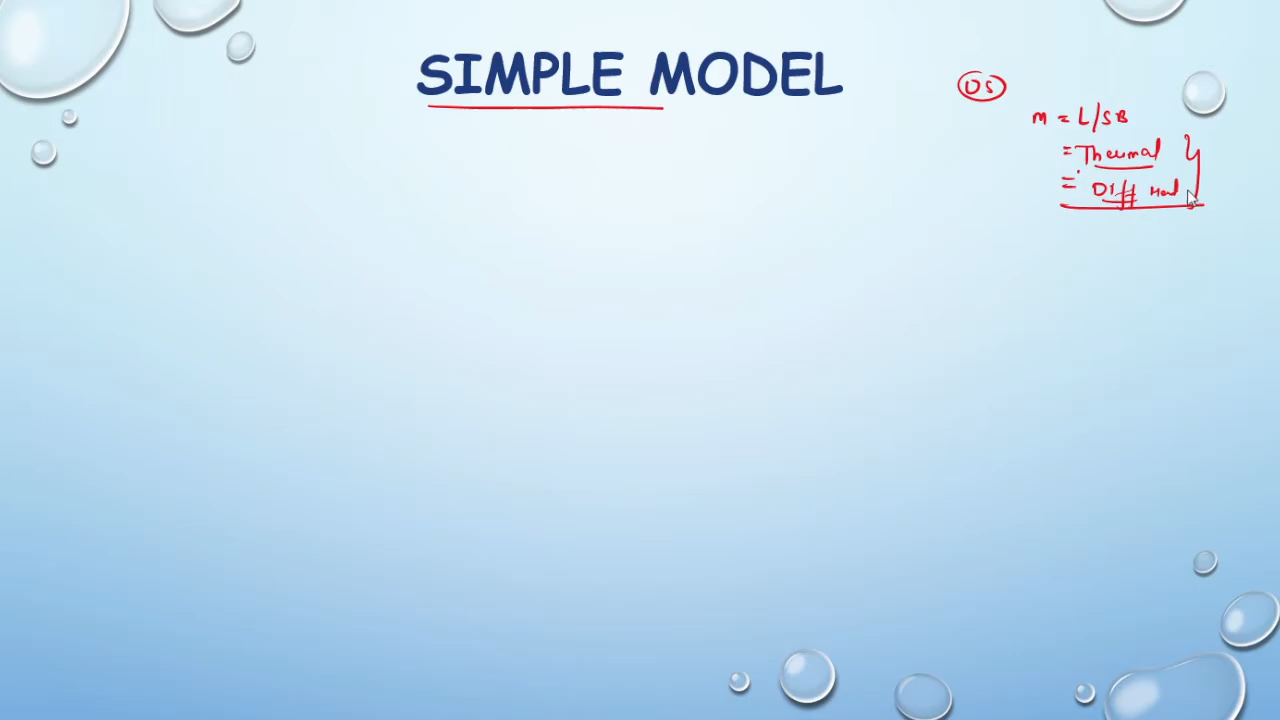 SIMPLE MODEL
DS
M = L/SB
= Thermal
= Diff